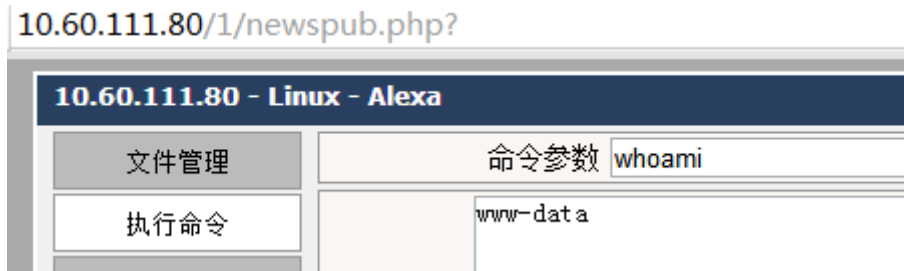 10.60.111.80/1/newspub.php?
10.60.111.80 - Linux - Alexa
文件管理
命令参数 whoami
执行命令
www-data